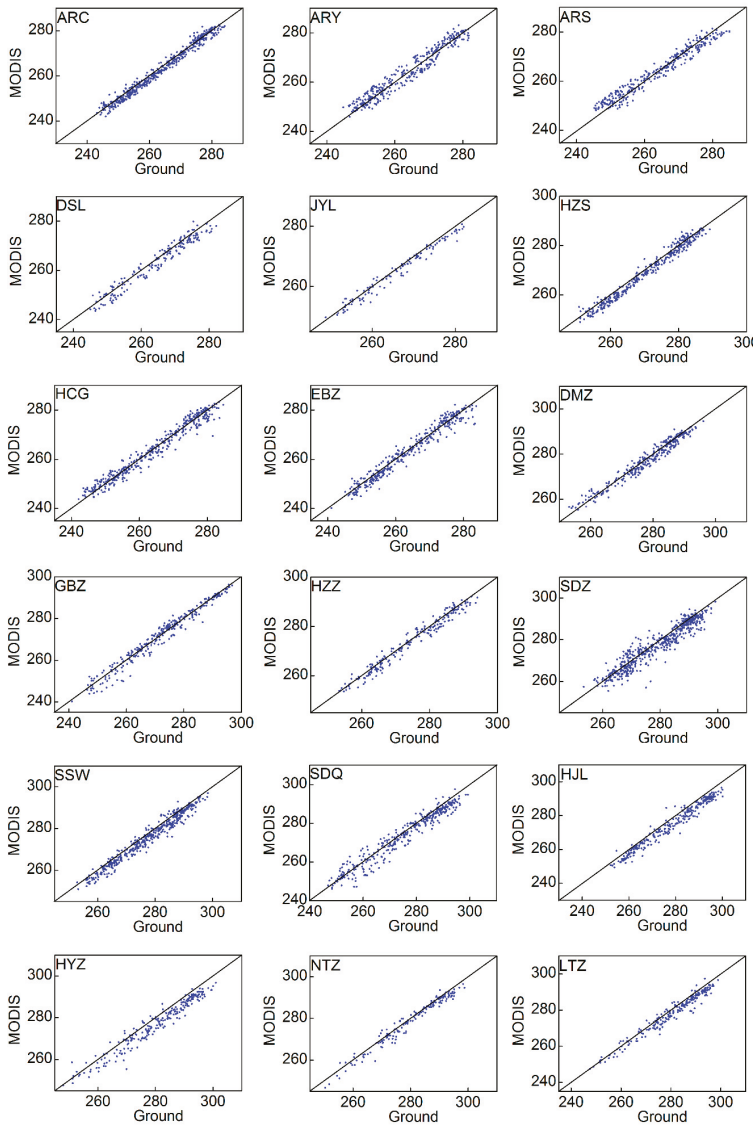 ARC
280
260
240
MODIS
240 260 280
Ground
ARY
280
260
240
MODIS
240 260 280
Ground
ARS
280
260
240
MODIS
240 260 280
Ground
DSL
280
260
240
MODIS
240 260 280
Ground
JYL
280
260
MODIS
260 280
Ground
HZS
300
280
260
MODIS
260 280 300
Ground
HCG
280
260
240
MODIS
240 260 280
Ground
EBZ
280
260
240
MODIS
240 260 280
Ground
DMZ
300
280
260
MODIS
260 280 300
Ground
GBZ
300
280
260
240
MODIS
240 260 280 300
Ground
HZZ
300
280
260
MODIS
260 280 300
Ground
SDZ
300
280
260
MODIS
260 280 300
Ground
SSW
300
280
260
MODIS
260 280 300
Ground
SDQ
300
280
260
240
MODIS
240 260 280 300
Ground
HJL
300
280
260
240
MODIS
240 260 280 300
Ground
HYZ
300
280
260
MODIS
260 280 300
Ground
NTZ
300
280
260
MODIS
260 280 300
Ground
LTZ
300
280
260
240
MODIS
240 260 280 300
Ground